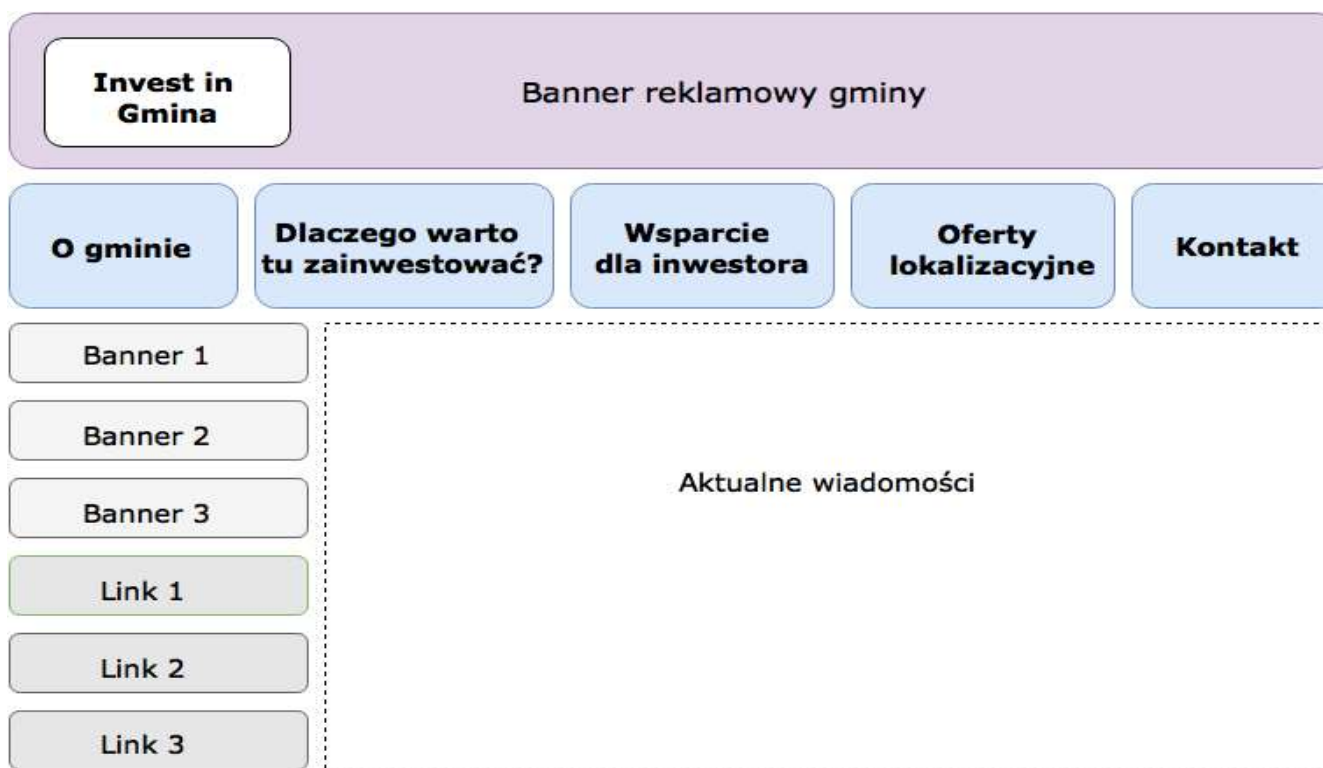 Invest in
Gmina
Banner reklamowy gminy
O gminie
Dlaczego warto
tu zainwestować?
Wsparcie
dla inwestora
Oferty
lokalizacyjne
Kontakt
Banner 1
Banner 2
Banner 3
Link 1
Link 2
Link 3
Aktualne wiadomości